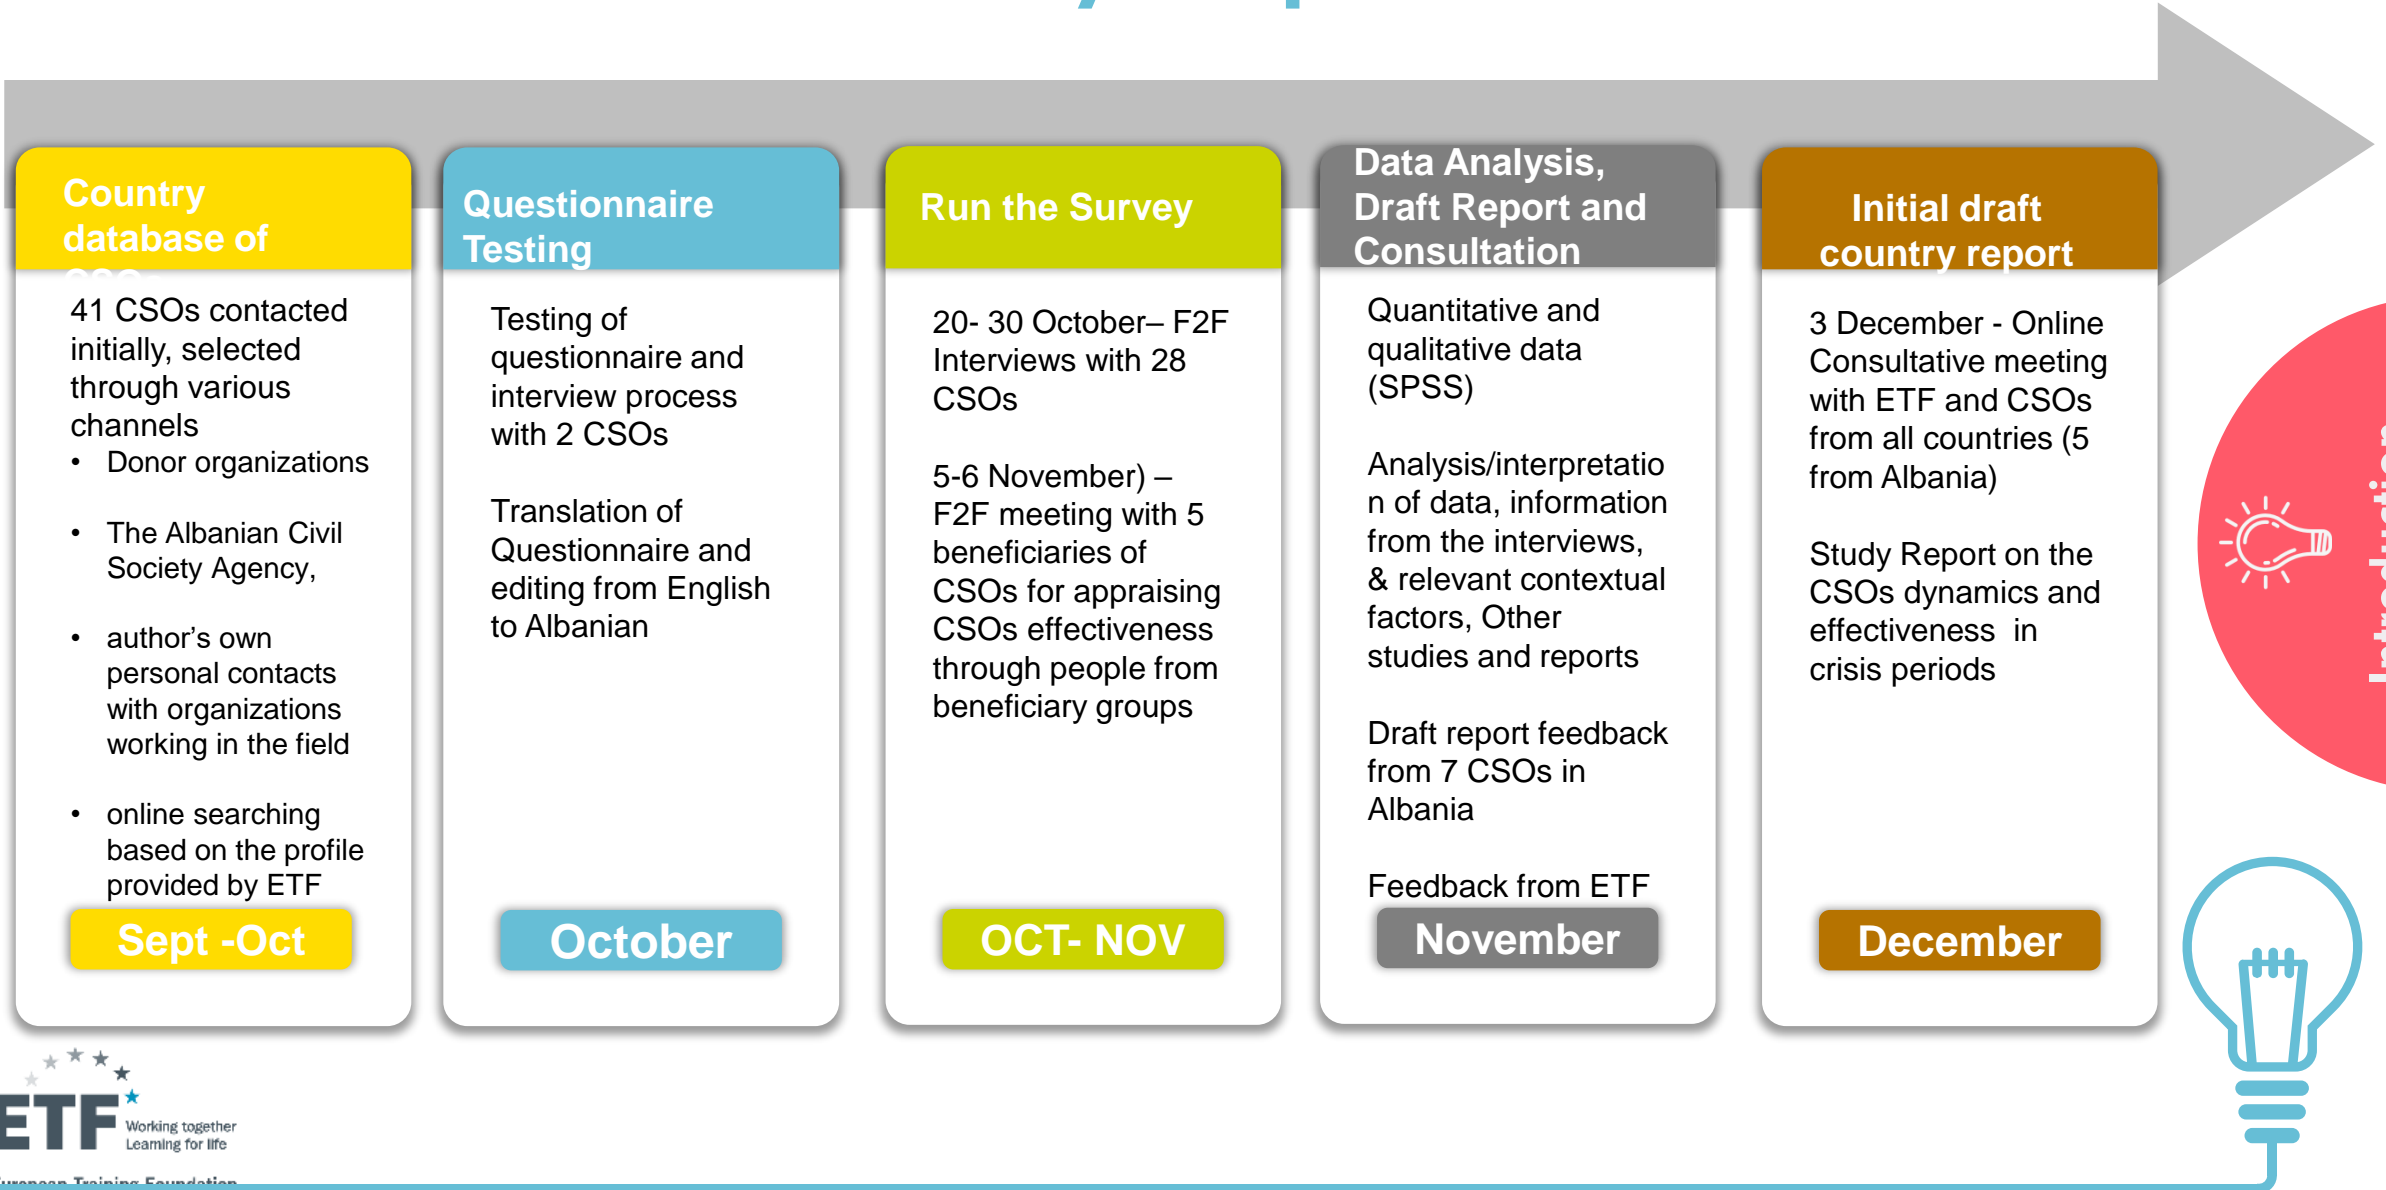 Country
database of
CSOs
41 CSOs contacted
initially, selected
through various
channels
• Donor organizations
• The Albanian Civil
Society Agency,
• author's own
personal contacts
with organizations
working in the field
• online searching
based on the profile
provided by ETF
Sept -Oct
Questionnaire
Testing
Testing of
questionnaire and
interview process
with 2 CSOs
Translation of
Questionnaire and
editing from English
to Albanian
October
Run the Survey
20- 30 October– F2F
Interviews with 28
CSOs
5-6 November) –
F2F meeting with 5
beneficiaries of
CSOs for appraising
CSOs effectiveness
through people from
beneficiary groups
OCT- NOV
Data Analysis,
Draft Report and
Consultation
Quantitative and
qualitative data
(SPSS)
Analysis/interpretatio
n of data, information
from the interviews,
& relevant contextual
factors, Other
studies and reports
Draft report feedback
from 7 CSOs in
Albania
Feedback from ETF
November
Initial draft
country report
3 December - Online
Consultative meeting
with ETF and CSOs
from all countries (5
from Albania)
Study Report on the
CSOs dynamics and
effectiveness in
crisis periods
December
Introduction
ETF
Working together
Learning for life
European Training Foundation